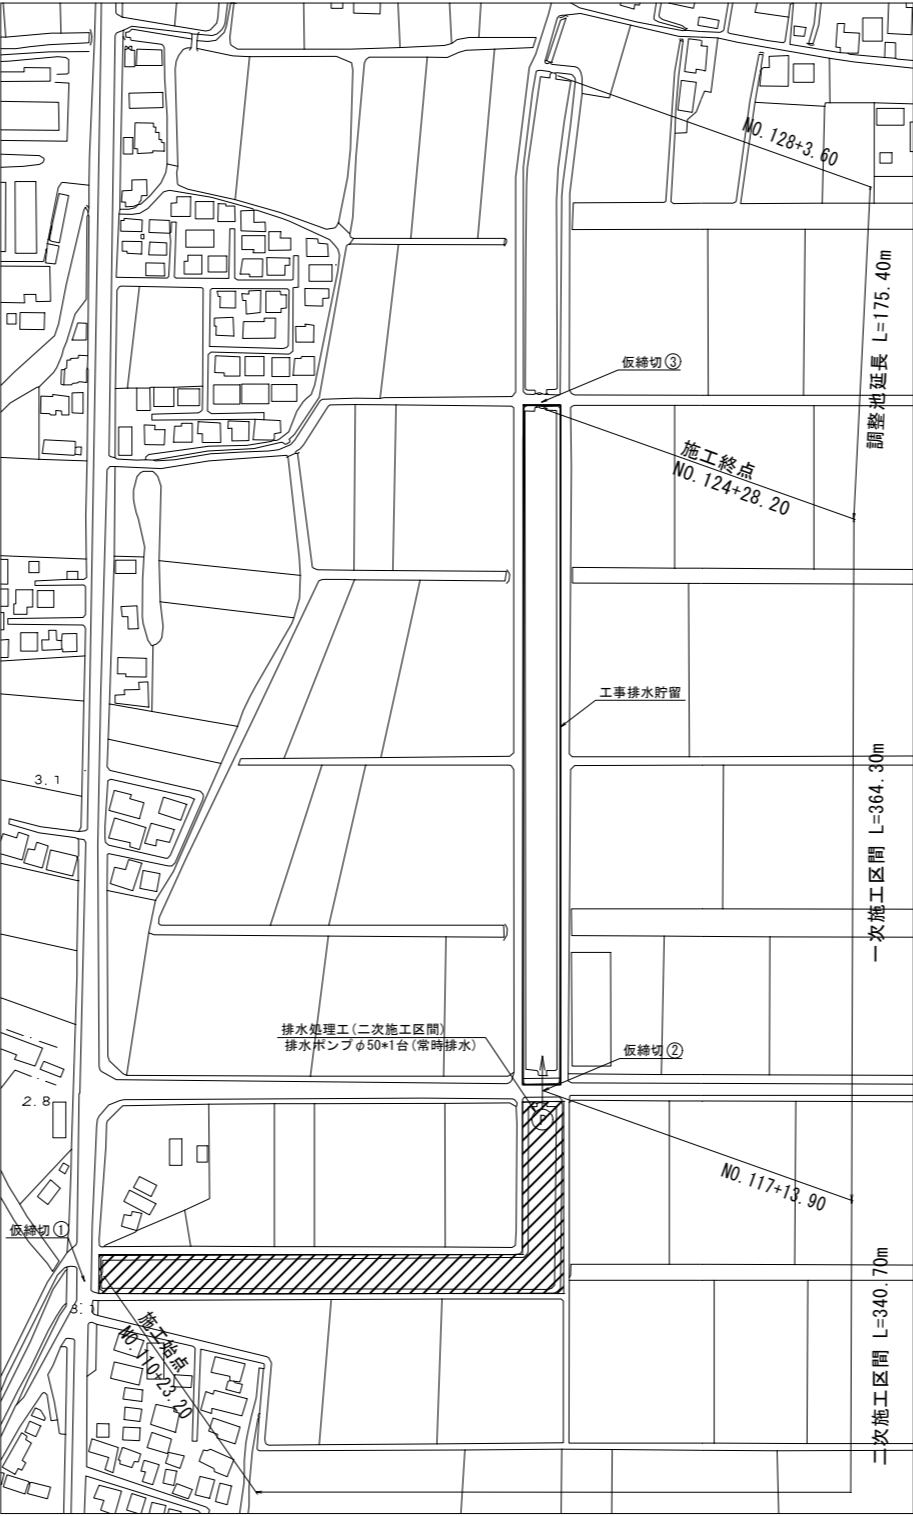 NO.128+3.60
調整池延長 L=175.40m
仮締切③
施工終点
NO.124+28.20
工事排水貯留
3.1
一次施工区間 L=364.30m
排水処理工(二次施工区間)
排水ポンプφ50*1台(常時排水)
仮締切②
P
2.8
NO.117+13.90
仮締切①
3.1
施工始点
NO.110+23.20
二次施工区間 L=340.70m